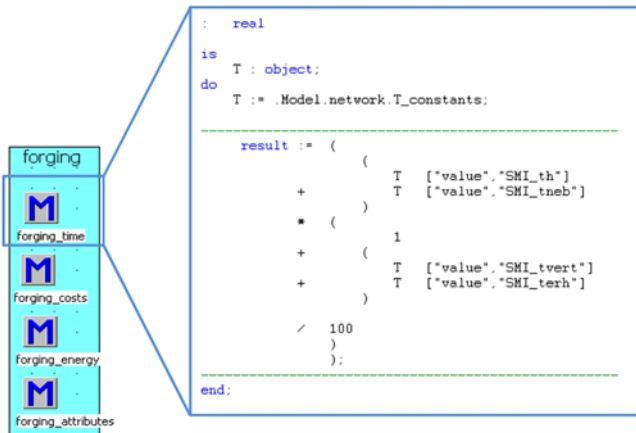 forging
M
forging_time
M
forging_costs
M
forging_energy
M
forging_attributes
: real
is
T : object;
do
T := .Model.network.T_constants;
result := (
(
T ["value","SMI_th"]
+ T ["value","SMI_tneb"]
)
* (
1
+ (
T ["value","SMI_tvert"]
+ T ["value","SMI_terh"]
)
/ 100
)
);
end;